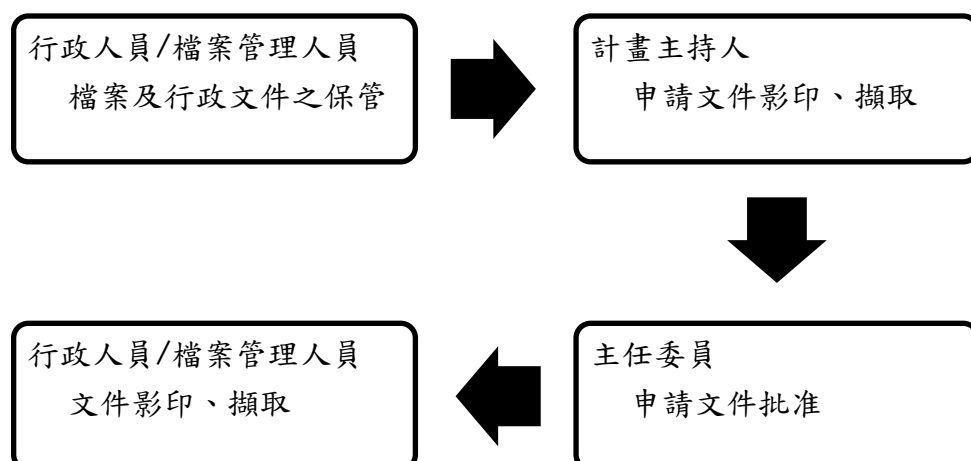 行政人員/檔案管理人員
檔案及行政文件之保管
計畫主持人
申請文件影印、擷取
主任委員
申請文件批准
行政人員/檔案管理人員
文件影印、擷取